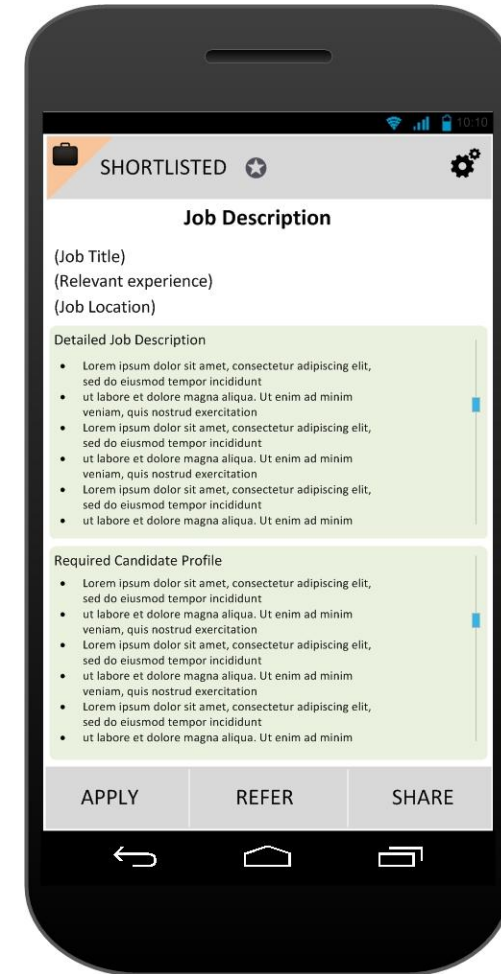 10:10
SHORTLISTED
Job Description
(Job Title)
(Relevant experience)
(Job Location)
Detailed Job Description
• Lorem ipsum dolor sit amet, consectetur adipiscing elit,
sed do eiusmod tempor incididunt
• ut labore et dolore magna aliqua. Ut enim ad minim
veniam, quis nostrud exercitation
• Lorem ipsum dolor sit amet, consectetur adipiscing elit,
sed do eiusmod tempor incididunt
• ut labore et dolore magna aliqua. Ut enim ad minim
veniam, quis nostrud exercitation
• Lorem ipsum dolor sit amet, consectetur adipiscing elit,
sed do eiusmod tempor incididunt
• ut labore et dolore magna aliqua. Ut enim ad minim
Required Candidate Profile
• Lorem ipsum dolor sit amet, consectetur adipiscing elit,
sed do eiusmod tempor incididunt
• ut labore et dolore magna aliqua. Ut enim ad minim
veniam, quis nostrud exercitation
• Lorem ipsum dolor sit amet, consectetur adipiscing elit,
sed do eiusmod tempor incididunt
• ut labore et dolore magna aliqua. Ut enim ad minim
veniam, quis nostrud exercitation
• Lorem ipsum dolor sit amet, consectetur adipiscing elit,
sed do eiusmod tempor incididunt
• ut labore et dolore magna aliqua. Ut enim ad minim
APPLY REFER SHARE